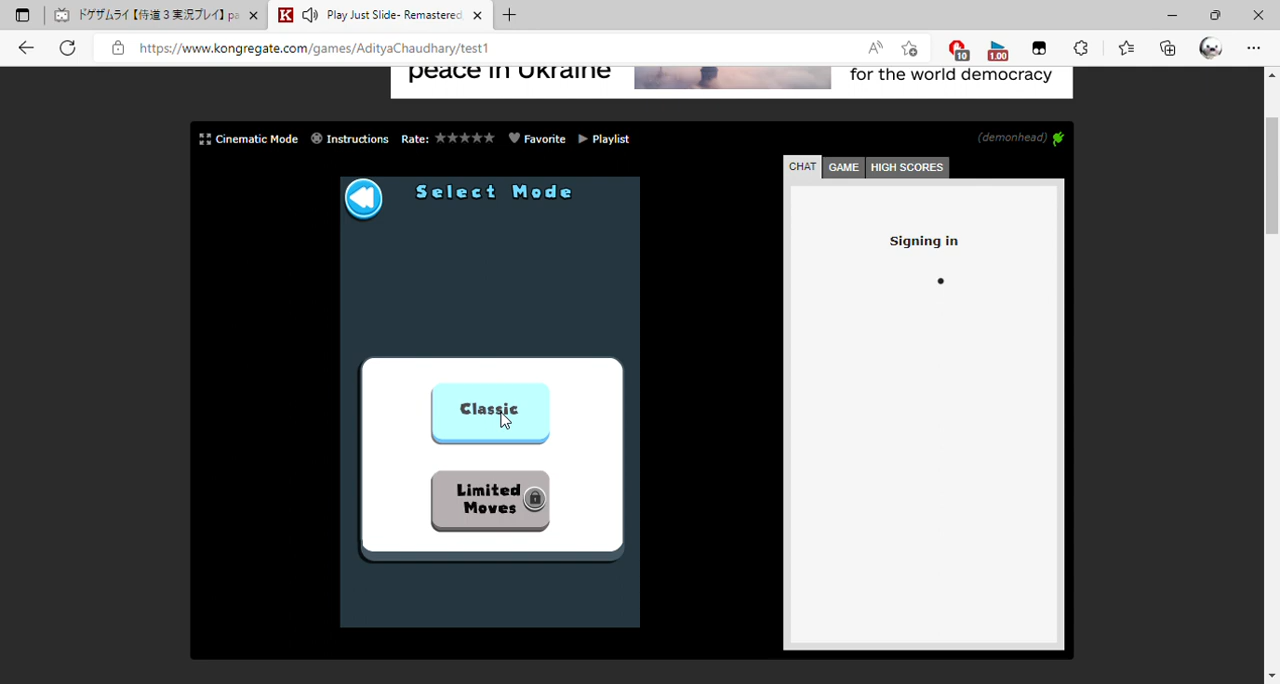 ドゲザムライ【侍道３実況プレイ】pa
Play Just Slide- Remastered
https://www.kongregate.com/games/AdityaChaudhary/test1
10
1.00
peace in Ukraine
for the world democracy
Cinematic Mode
Instructions
Rate:
Favorite
Playlist
(demonhead)
CHAT
GAME
HIGH SCORES
Select Mode
Signing in
Classic
Limited
Moves